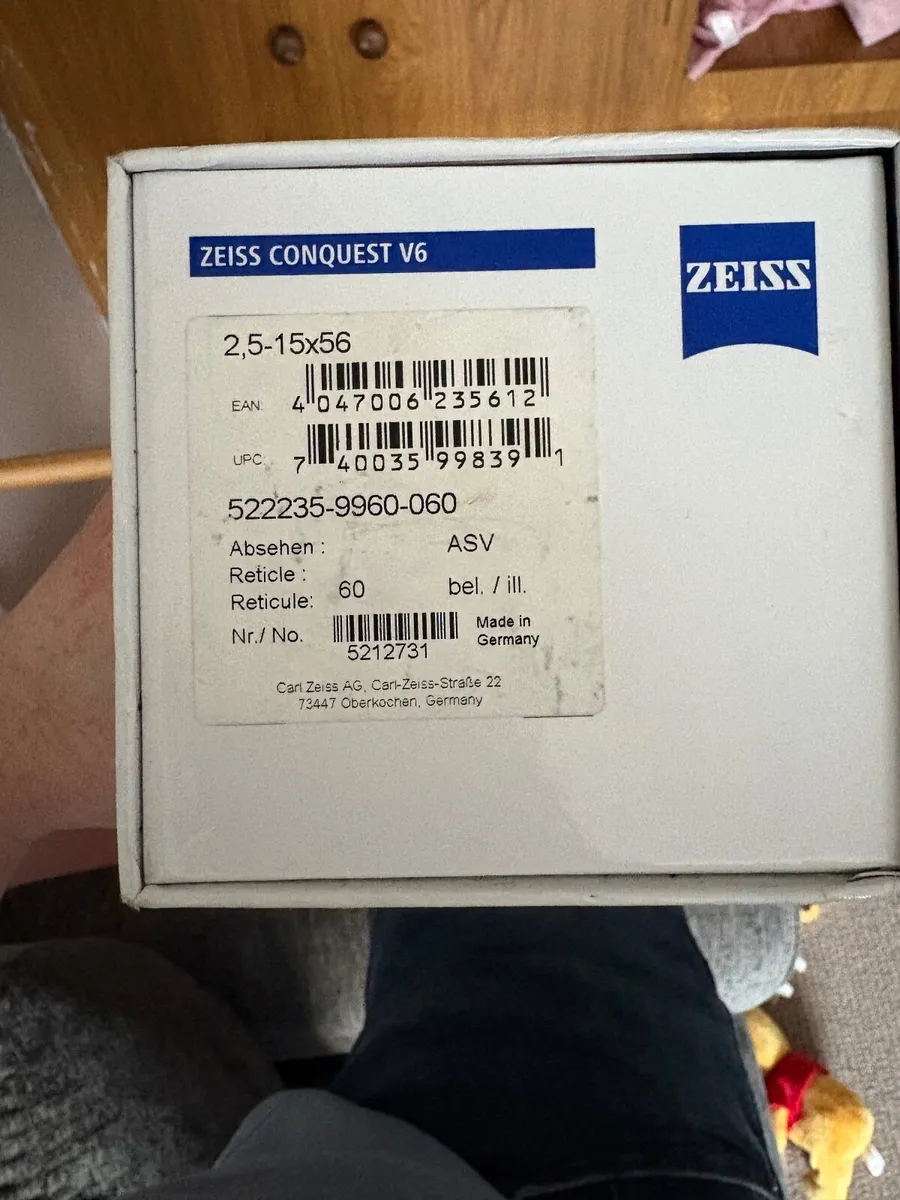 ZEISS CONQUEST V6
ZEISS
2,5-15x56
EAN: 4 047006 235612
UPC: 7 40035 99839 1
522235-9960-060
Absehen : ASV
Reticle :
Reticule: 60 bel. / ill.
Nr./ No. 5212731 Made in
Germany
Carl Zeiss AG, Carl-Zeiss-Straße 22
73447 Oberkochen, Germany